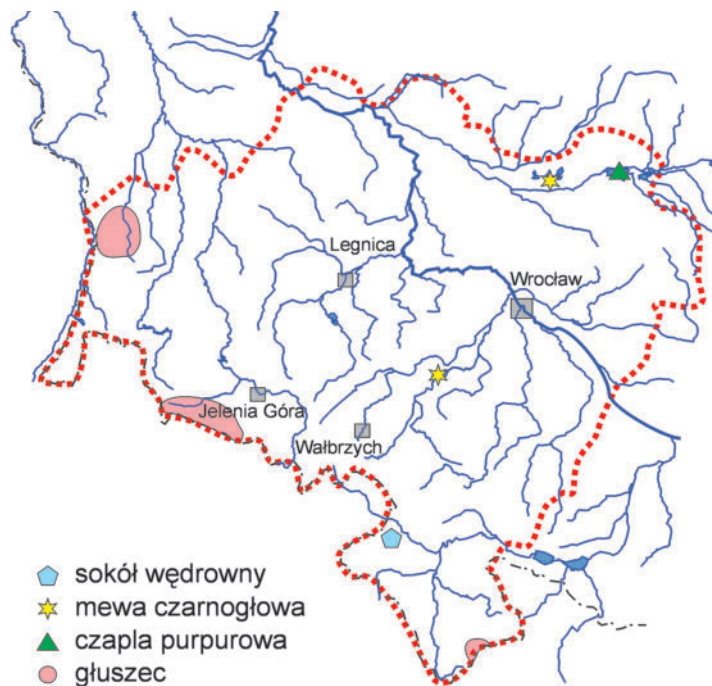 Legnica
Wrocław
Jelenia Góra
Wałbrzych
sokół wędrowny
mewa czarnogłowa
czapla purpurowa
głuszec